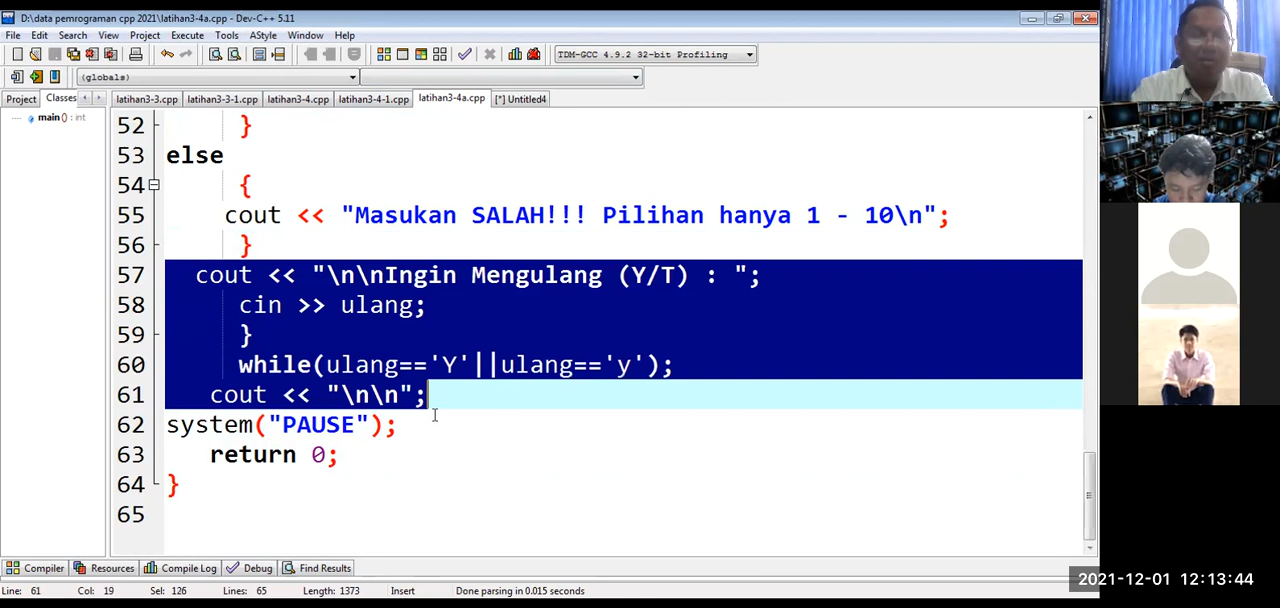 D:\data pemrograman cpp 2021\latihan3-4a.cpp - Dev-C++ 5.11
File Edit Search View Project Execute Tools AStyle Window Help
TDM-GCC 4.9.2 32-bit Profiling
(globals)
Project Classes latihan3-3.cpp latihan3-3-1.cpp latihan3-4.cpp latihan3-4-1.cpp latihan3-4a.cpp [*] Untitled4
main () : int
52 }
53 else
54 {
55 cout << "Masukan SALAH!!! Pilihan hanya 1 - 10\n";
56 }
57 cout << "\n\nIngin Mengulang (Y/T) : ";
58 cin >> ulang;
59 }
60 while(ulang=='Y'||ulang=='y');
61 cout << "\n\n";
62 system("PAUSE");
63 return 0;
64 }
65
Compiler Resources Compile Log Debug Find Results
Line: 61 Col: 19 Sel: 126 Lines: 65 Length: 1373 Insert Done parsing in 0.015 seconds
2021-12-01 12:13:44